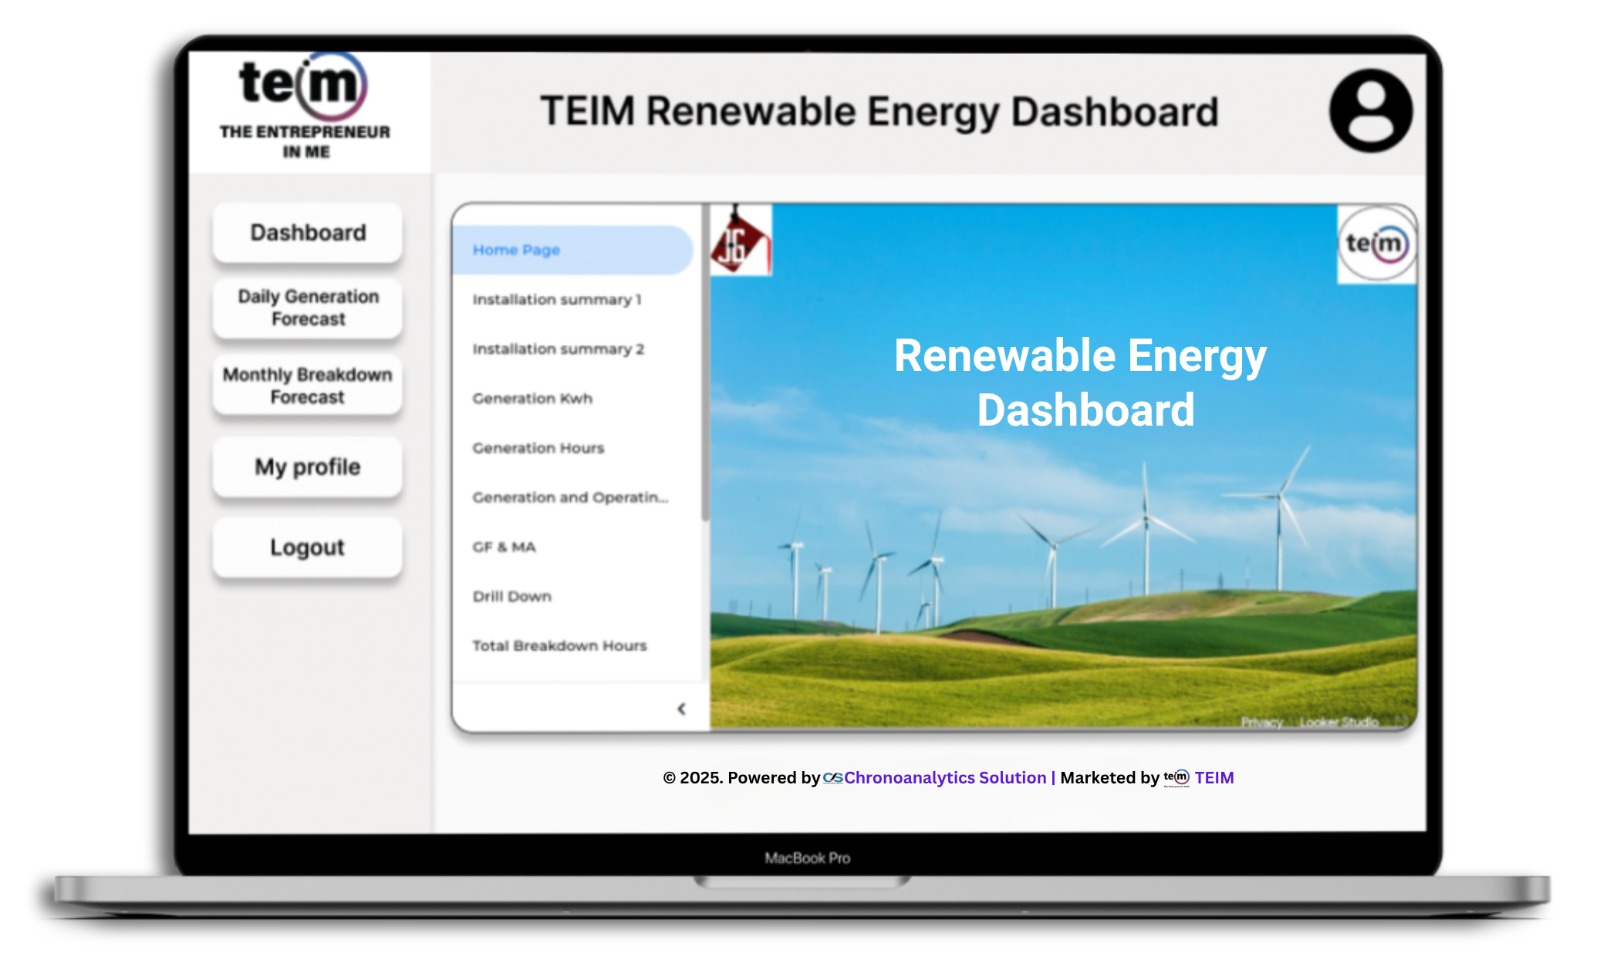 teim
THE ENTREPRENEUR
IN ME
TEIM Renewable Energy Dashboard
Dashboard
Daily Generation
Forecast
Monthly Breakdown
Forecast
My profile
Logout
Home Page
Installation summary 1
Installation summary 2
Generation Kwh
Generation Hours
Generation and Operatin...
GF & MA
Drill Down
Total Breakdown Hours
JG
teim
Renewable Energy
Dashboard
Privacy
Looker Studio
© 2025. Powered by CS Chronoanalytics Solution | Marketed by teim TEIM
MacBook Pro